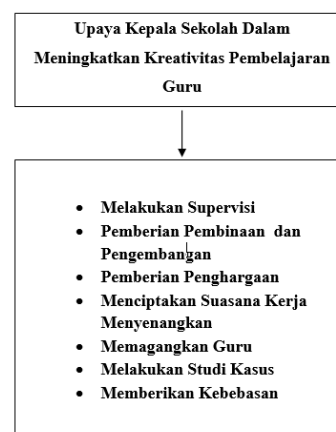 Upaya Kepala Sekolah Dalam
Meningkatkan Kreativitas Pembelajaran
Guru
• Melakukan Supervisi
• Pemberian Pembinaan dan
Pengembangan
• Pemberian Penghargaan
• Menciptakan Suasana Kerja
Menyenangkan
• Memagangkan Guru
• Melakukan Studi Kasus
• Memberikan Kebebasan